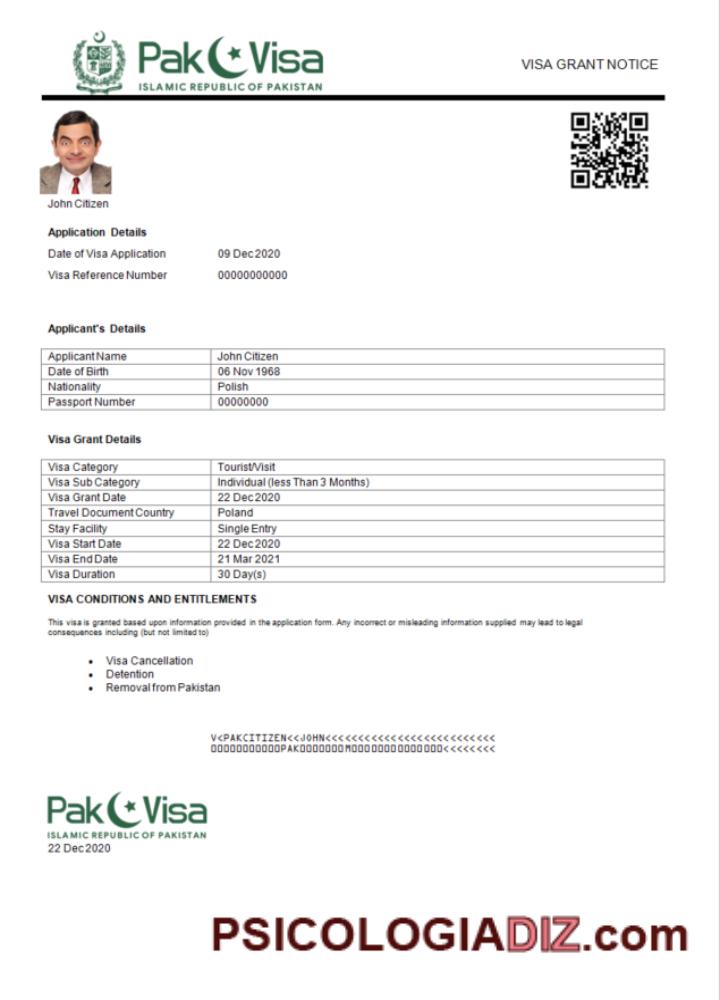 Pak Visa
ISLAMIC REPUBLIC OF PAKISTAN
VISA GRANT NOTICE
John Citizen
Application Details
Date of Visa Application 09 Dec 2020
Visa Reference Number 00000000000
Applicant's Details
Applicant Name John Citizen
Date of Birth 06 Nov 1968
Nationality Polish
Passport Number 00000000
Visa Grant Details
Visa Category Tourist/Visit
Visa Sub Category Individual (less Than 3 Months)
Visa Grant Date 22 Dec 2020
Travel Document Country Poland
Stay Facility Single Entry
Visa Start Date 22 Dec 2020
Visa End Date 21 Mar 2021
Visa Duration 30 Day(s)
VISA CONDITIONS AND ENTITLEMENTS
This visa is granted based upon information provided in the application form. Any incorrect or misleading information supplied may lead to legal
consequences including (but not limited to)
• Visa Cancellation
• Detention
• Removal from Pakistan
V<PAKCITIZEN<<JOHN<<<<<<<<<<<<<<<<<<<<<<<<<<
00000000000PAK0000000M00000000000000<<<<<<<<
Pak Visa
ISLAMIC REPUBLIC OF PAKISTAN
22 Dec 2020
PSICOLOGIADIZ.com